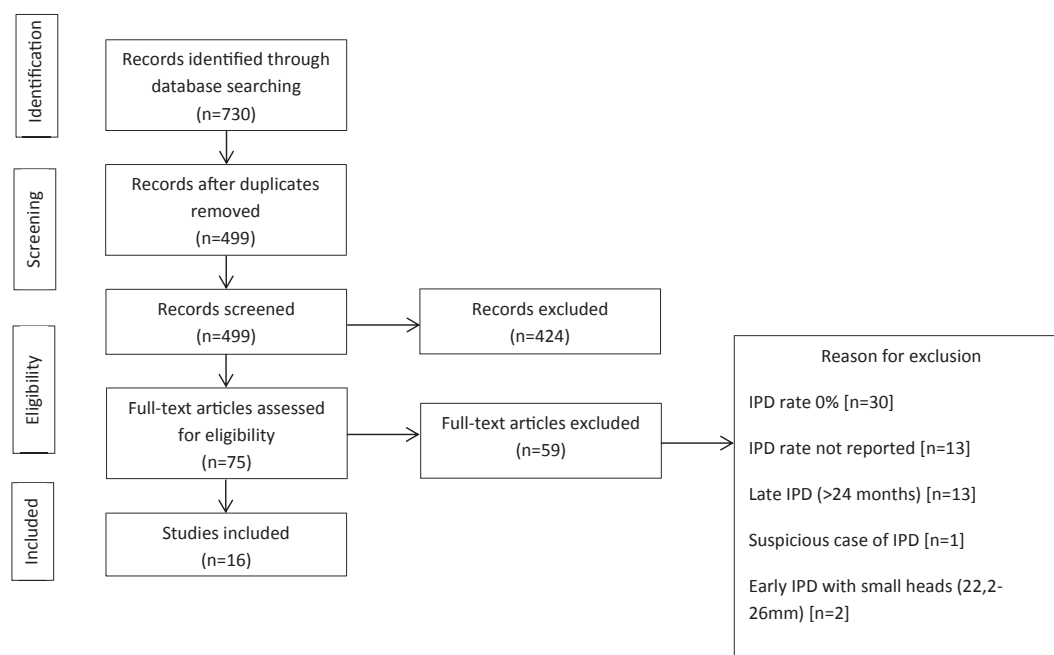 Identification
Records identified through
database searching
(n=730)
Screening
Records after duplicates
removed
(n=499)
Records screened
(n=499)
Records excluded
(n=424)
Eligibility
Full-text articles assessed
for eligibility
(n=75)
Full-text articles excluded
(n=59)
Reason for exclusion
IPD rate 0% [n=30]
IPD rate not reported [n=13]
Late IPD (>24 months) [n=13]
Suspicious case of IPD [n=1]
Early IPD with small heads (22,2-
26mm) [n=2]
Included
Studies included
(n=16)